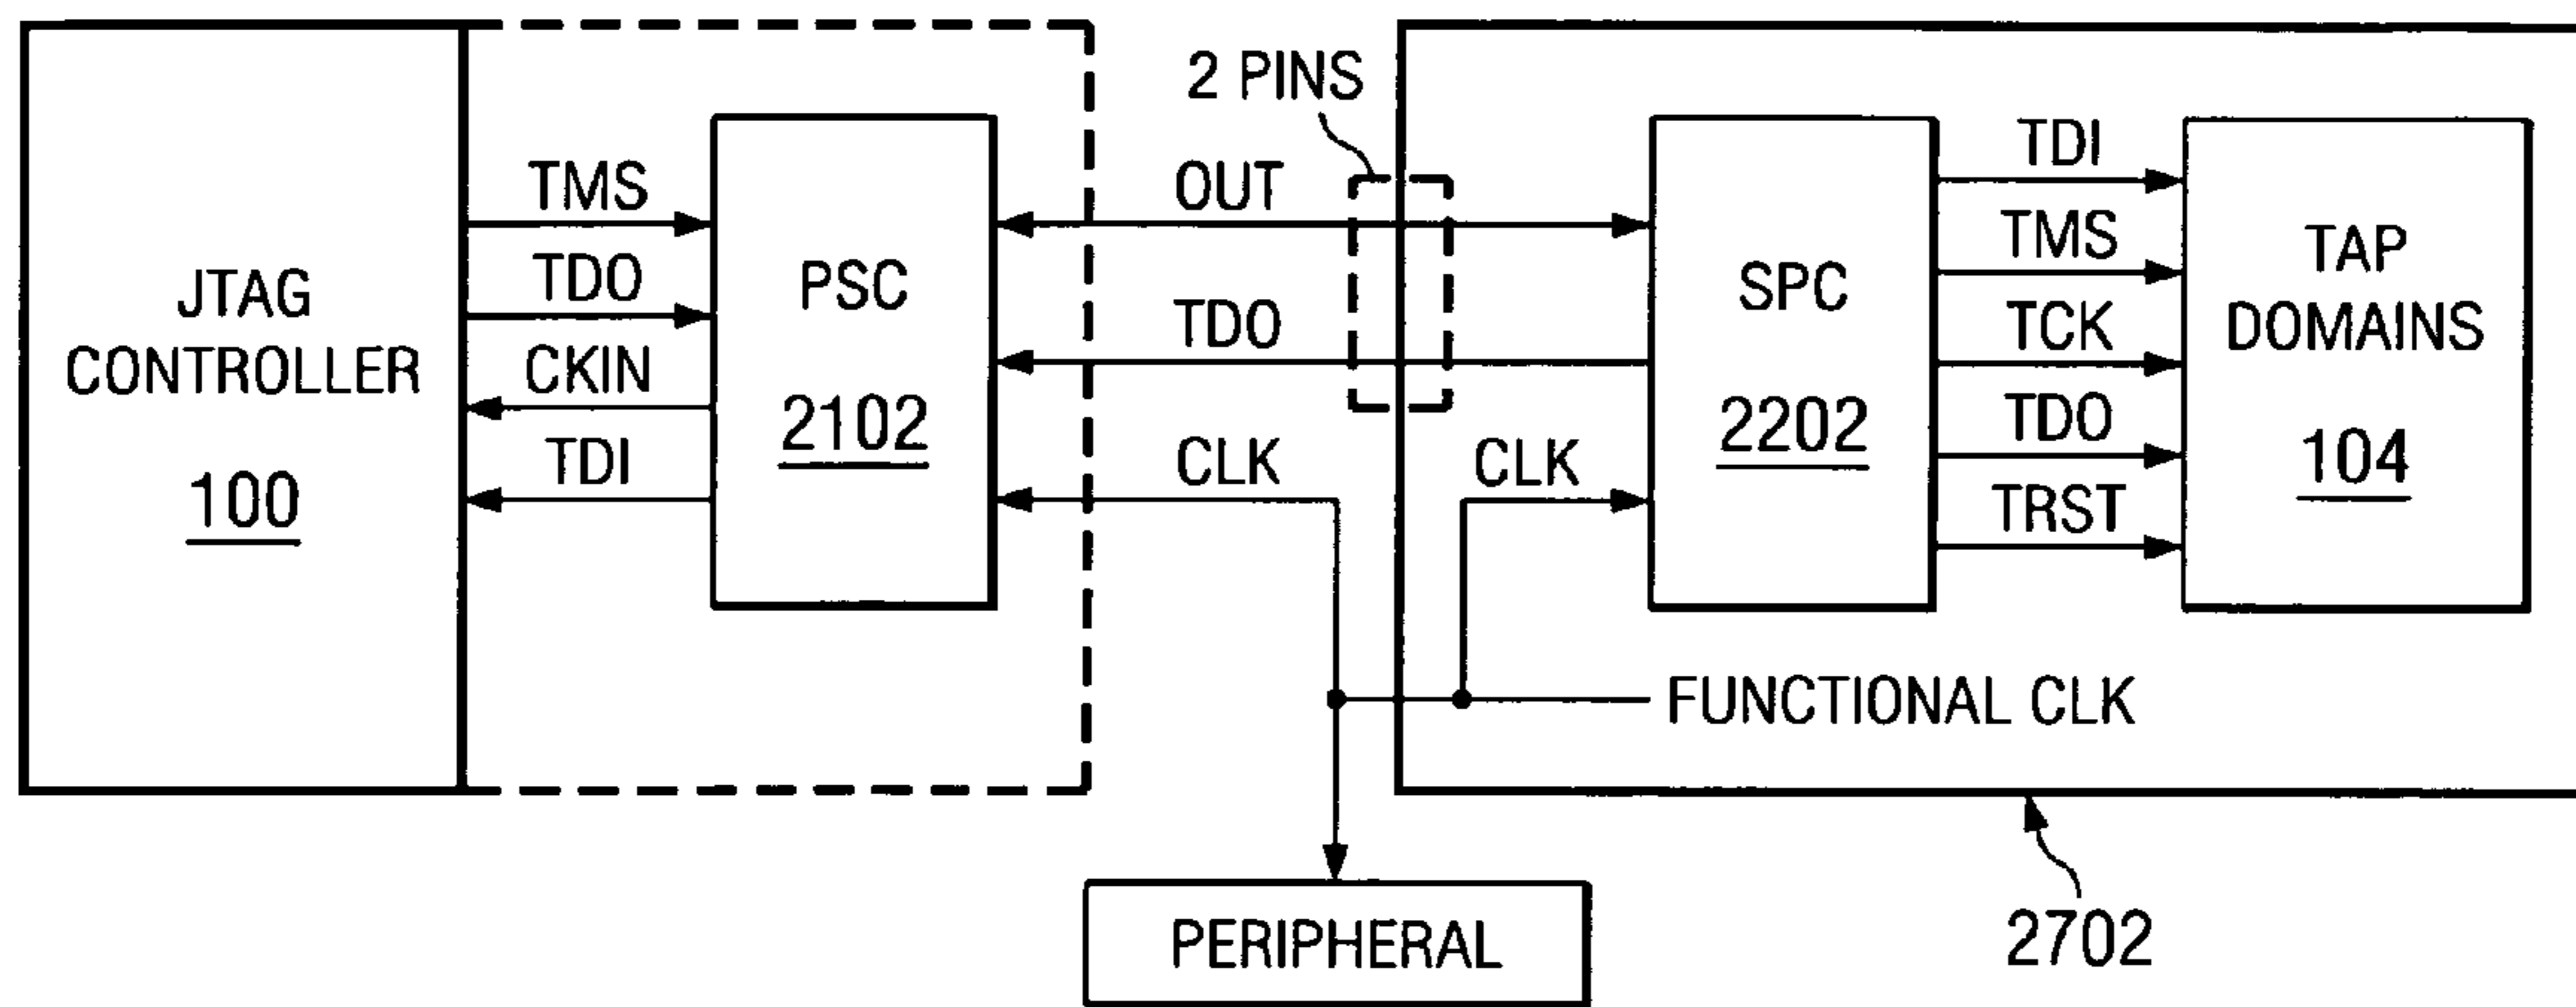 JTAG
CONTROLLER
100
TMS
TDO
CKIN
TDI
PSC
2102
2 PINS
OUT
TDO
CLK
CLK
SPC
2202
TDI
TMS
TCK
TDO
TRST
TAP
DOMAINS
104
FUNCTIONAL CLK
PERIPHERAL
2702